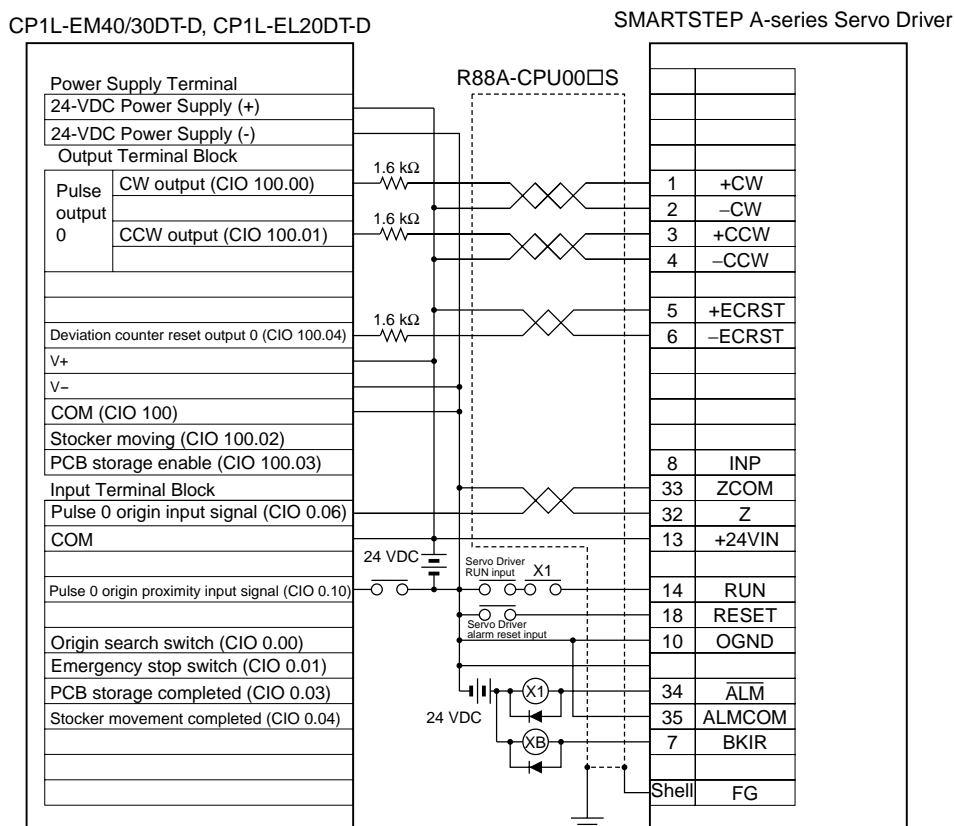 CP1L-EM40/30DT-D, CP1L-EL20DT-D
SMARTSTEP A-series Servo Driver
R88A-CPU00□S
Power Supply Terminal
24-VDC Power Supply (+)
24-VDC Power Supply (-)
Output Terminal Block
Pulse output 0
CW output (CIO 100.00)
CCW output (CIO 100.01)
Deviation counter reset output 0 (CIO 100.04)
V+
V−
COM (CIO 100)
Stocker moving (CIO 100.02)
PCB storage enable (CIO 100.03)
Input Terminal Block
Pulse 0 origin input signal (CIO 0.06)
COM
Pulse 0 origin proximity input signal (CIO 0.10)
Origin search switch (CIO 0.00)
Emergency stop switch (CIO 0.01)
PCB storage completed (CIO 0.03)
Stocker movement completed (CIO 0.04)
1.6 kΩ
1.6 kΩ
1.6 kΩ
24 VDC
Servo Driver
RUN input
X1
Servo Driver
alarm reset input
24 VDC
X1
XB
1 +CW
2 −CW
3 +CCW
4 −CCW
5 +ECRST
6 −ECRST
8 INP
33 ZCOM
32 Z
13 +24VIN
14 RUN
18 RESET
10 OGND
34 A̅L̅M̅
35 ALMCOM
7 BKIR
Shell FG